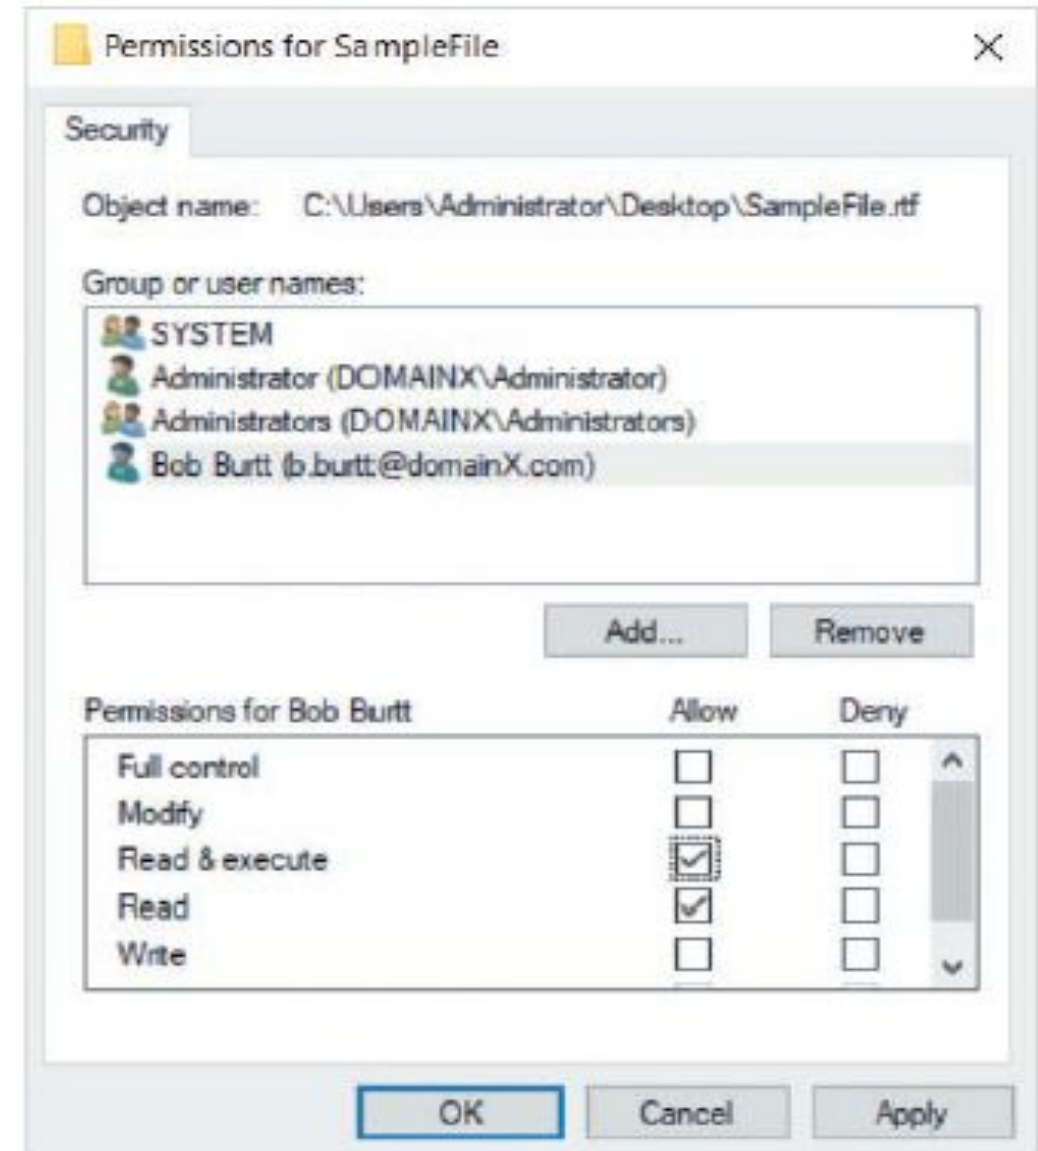 Permissions for SampleFile
Security
Object name: C:\Users\Administrator\Desktop\SampleFile.rtf
Group or user names:
SYSTEM
Administrator (DOMAINX\Administrator)
Administrators (DOMAINX\Administrators)
Bob Burtt (b.burtt@domainX.com)
Add... Remove
Permissions for Bob Burtt Allow Deny
Full control
Modify
Read & execute
Read
Write
OK Cancel Apply